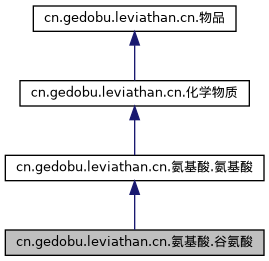 cn.gedobu.leviathan.cn.物品
cn.gedobu.leviathan.cn.化学物质
cn.gedobu.leviathan.cn.氨基酸.氨基酸
cn.gedobu.leviathan.cn.氨基酸.谷氨酸